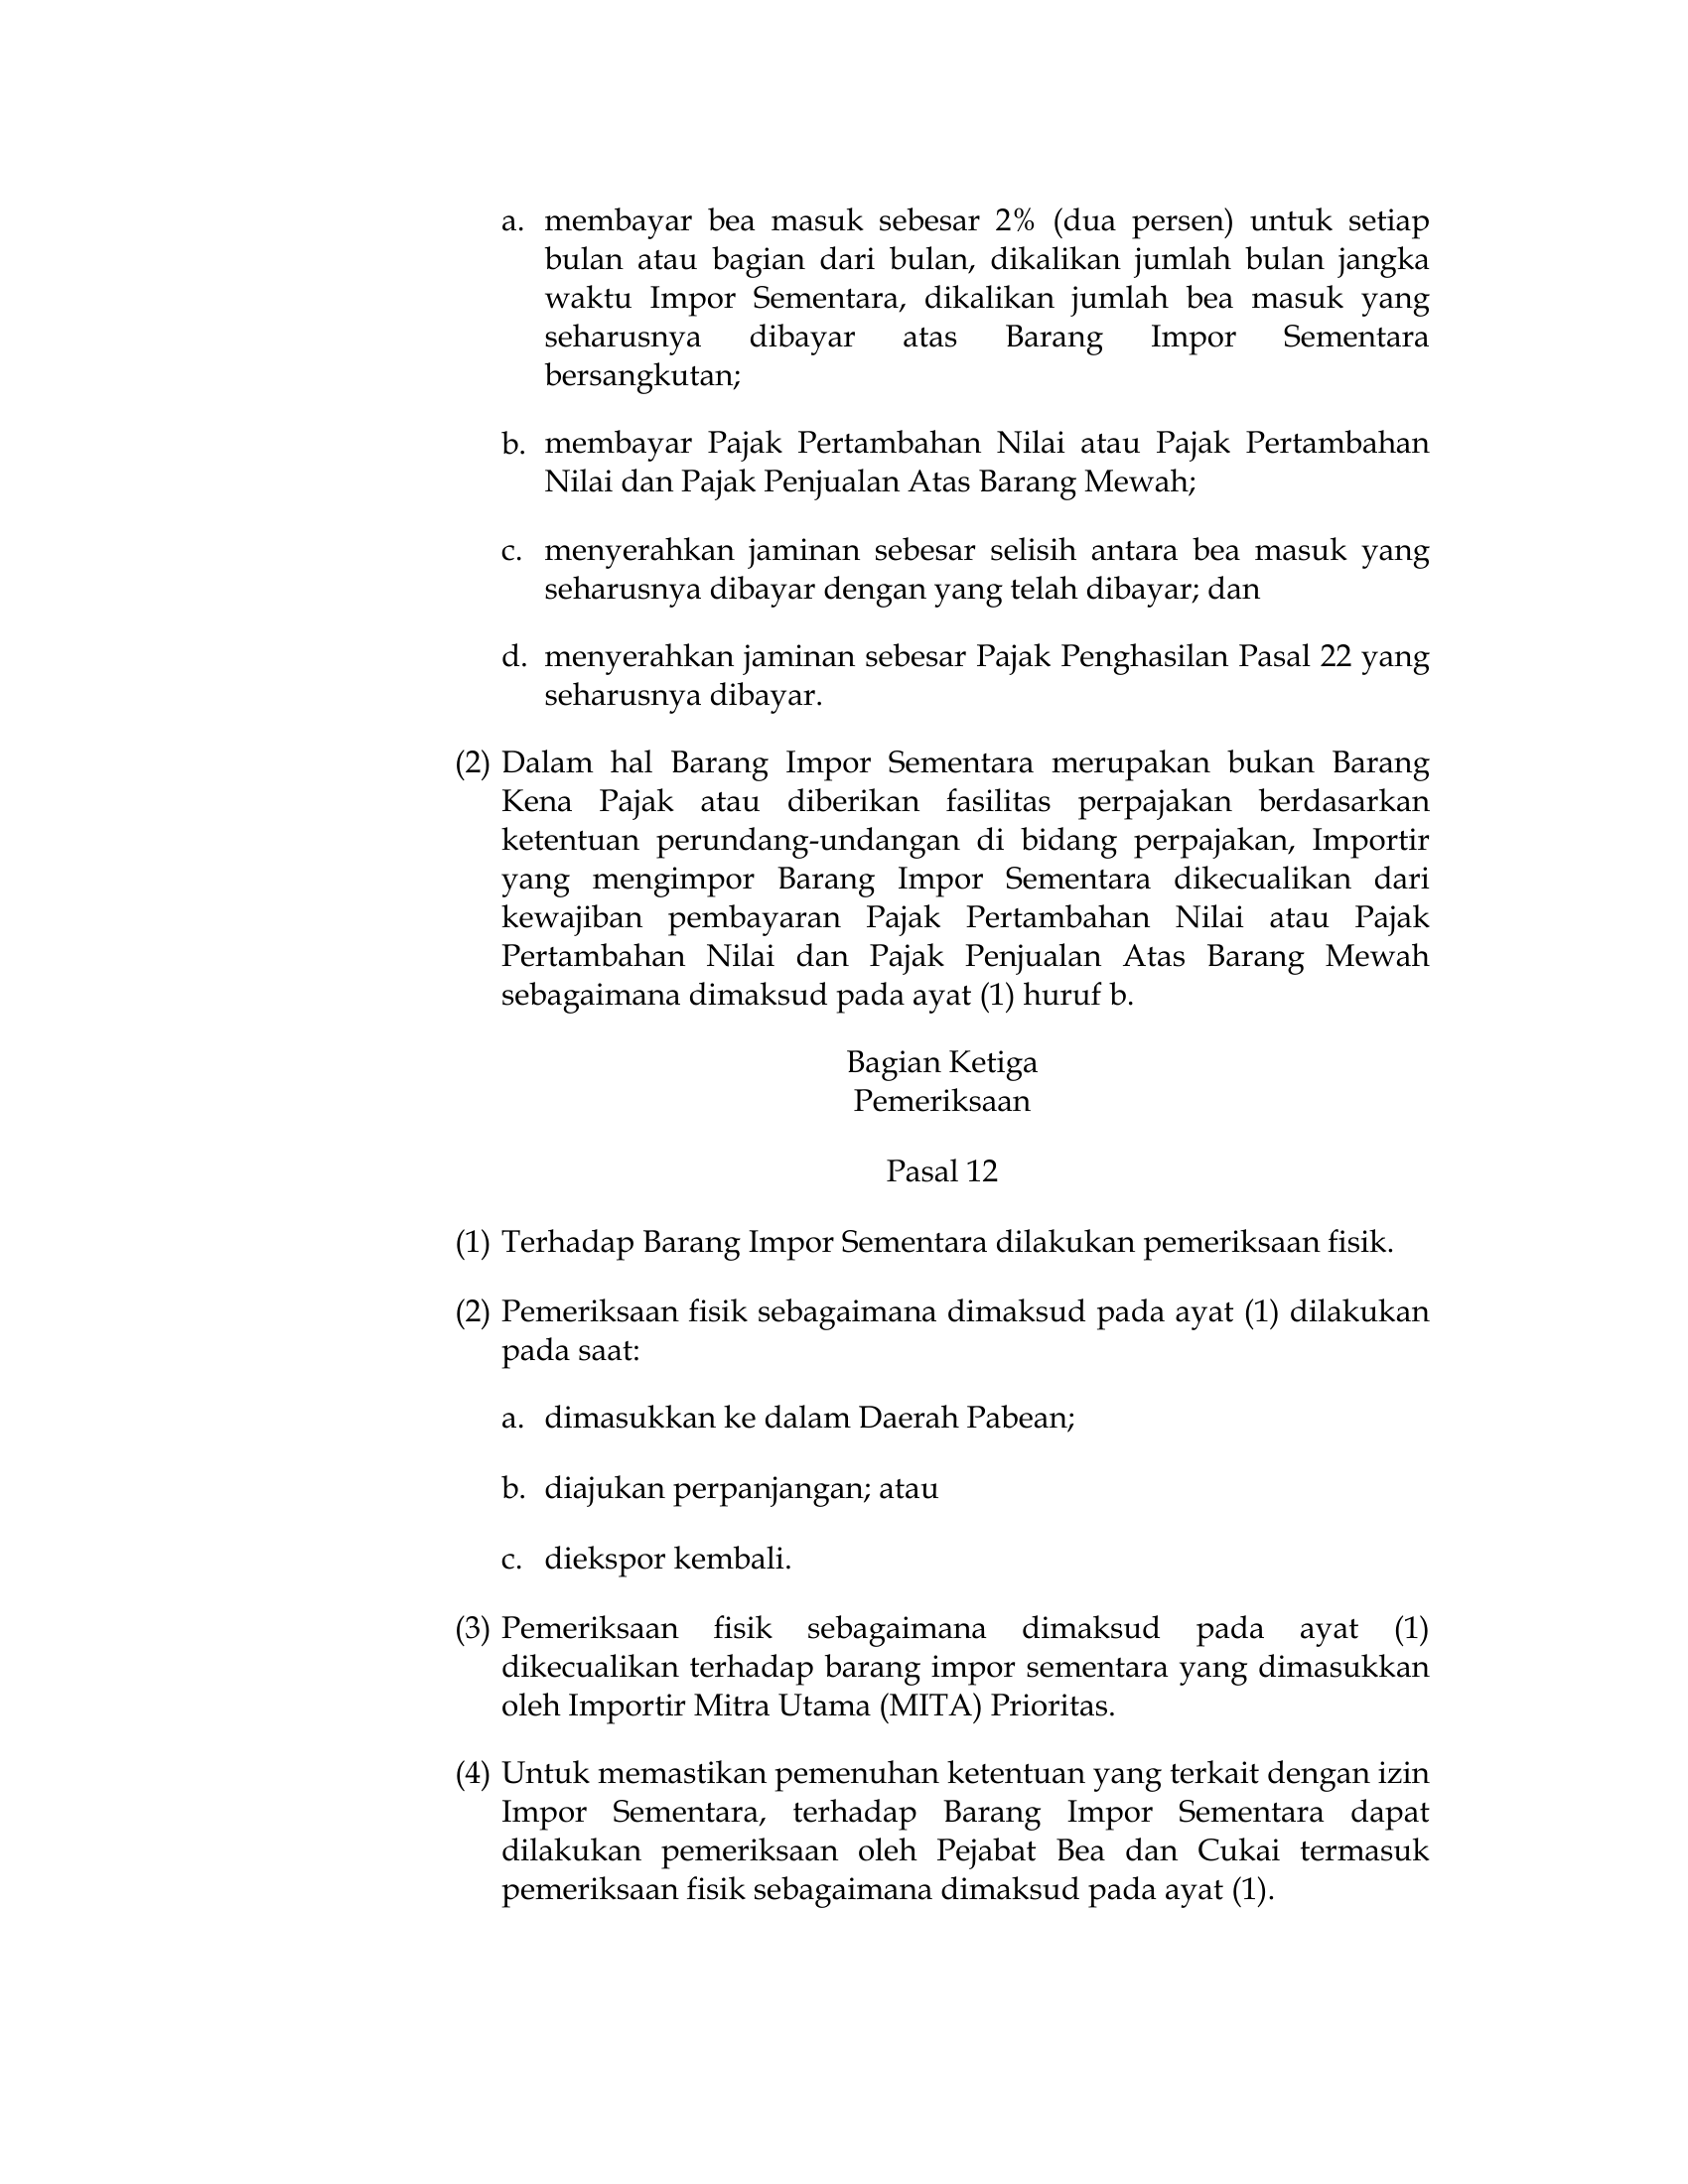 a. membayar bea masuk sebesar 2% (dua persen) untuk setiap
bulan atau bagian dari bulan, dikalikan jumlah bulan jangka
waktu Impor Sementara, dikalikan jumlah bea masuk yang
seharusnya dibayar atas Barang Impor Sementara
bersangkutan;
b. membayar Pajak Pertambahan Nilai atau Pajak Pertambahan
Nilai dan Pajak Penjualan Atas Barang Mewah;
c. menyerahkan jaminan sebesar selisih antara bea masuk yang
seharusnya dibayar dengan yang telah dibayar; dan
d. menyerahkan jaminan sebesar Pajak Penghasilan Pasal 22 yang
seharusnya dibayar.
(2) Dalam hal Barang Impor Sementara merupakan bukan Barang
Kena Pajak atau diberikan fasilitas perpajakan berdasarkan
ketentuan perundang-undangan di bidang perpajakan, Importir
yang mengimpor Barang Impor Sementara dikecualikan dari
kewajiban pembayaran Pajak Pertambahan Nilai atau Pajak
Pertambahan Nilai dan Pajak Penjualan Atas Barang Mewah
sebagaimana dimaksud pada ayat (1) huruf b.
Bagian Ketiga
Pemeriksaan
Pasal 12
(1) Terhadap Barang Impor Sementara dilakukan pemeriksaan fisik.
(2) Pemeriksaan fisik sebagaimana dimaksud pada ayat (1) dilakukan
pada saat:
a. dimasukkan ke dalam Daerah Pabean;
b. diajukan perpanjangan; atau
c. diekspor kembali.
(3) Pemeriksaan fisik sebagaimana dimaksud pada ayat (1)
dikecualikan terhadap barang impor sementara yang dimasukkan
oleh Importir Mitra Utama (MITA) Prioritas.
(4) Untuk memastikan pemenuhan ketentuan yang terkait dengan izin
Impor Sementara, terhadap Barang Impor Sementara dapat
dilakukan pemeriksaan oleh Pejabat Bea dan Cukai termasuk
pemeriksaan fisik sebagaimana dimaksud pada ayat (1).